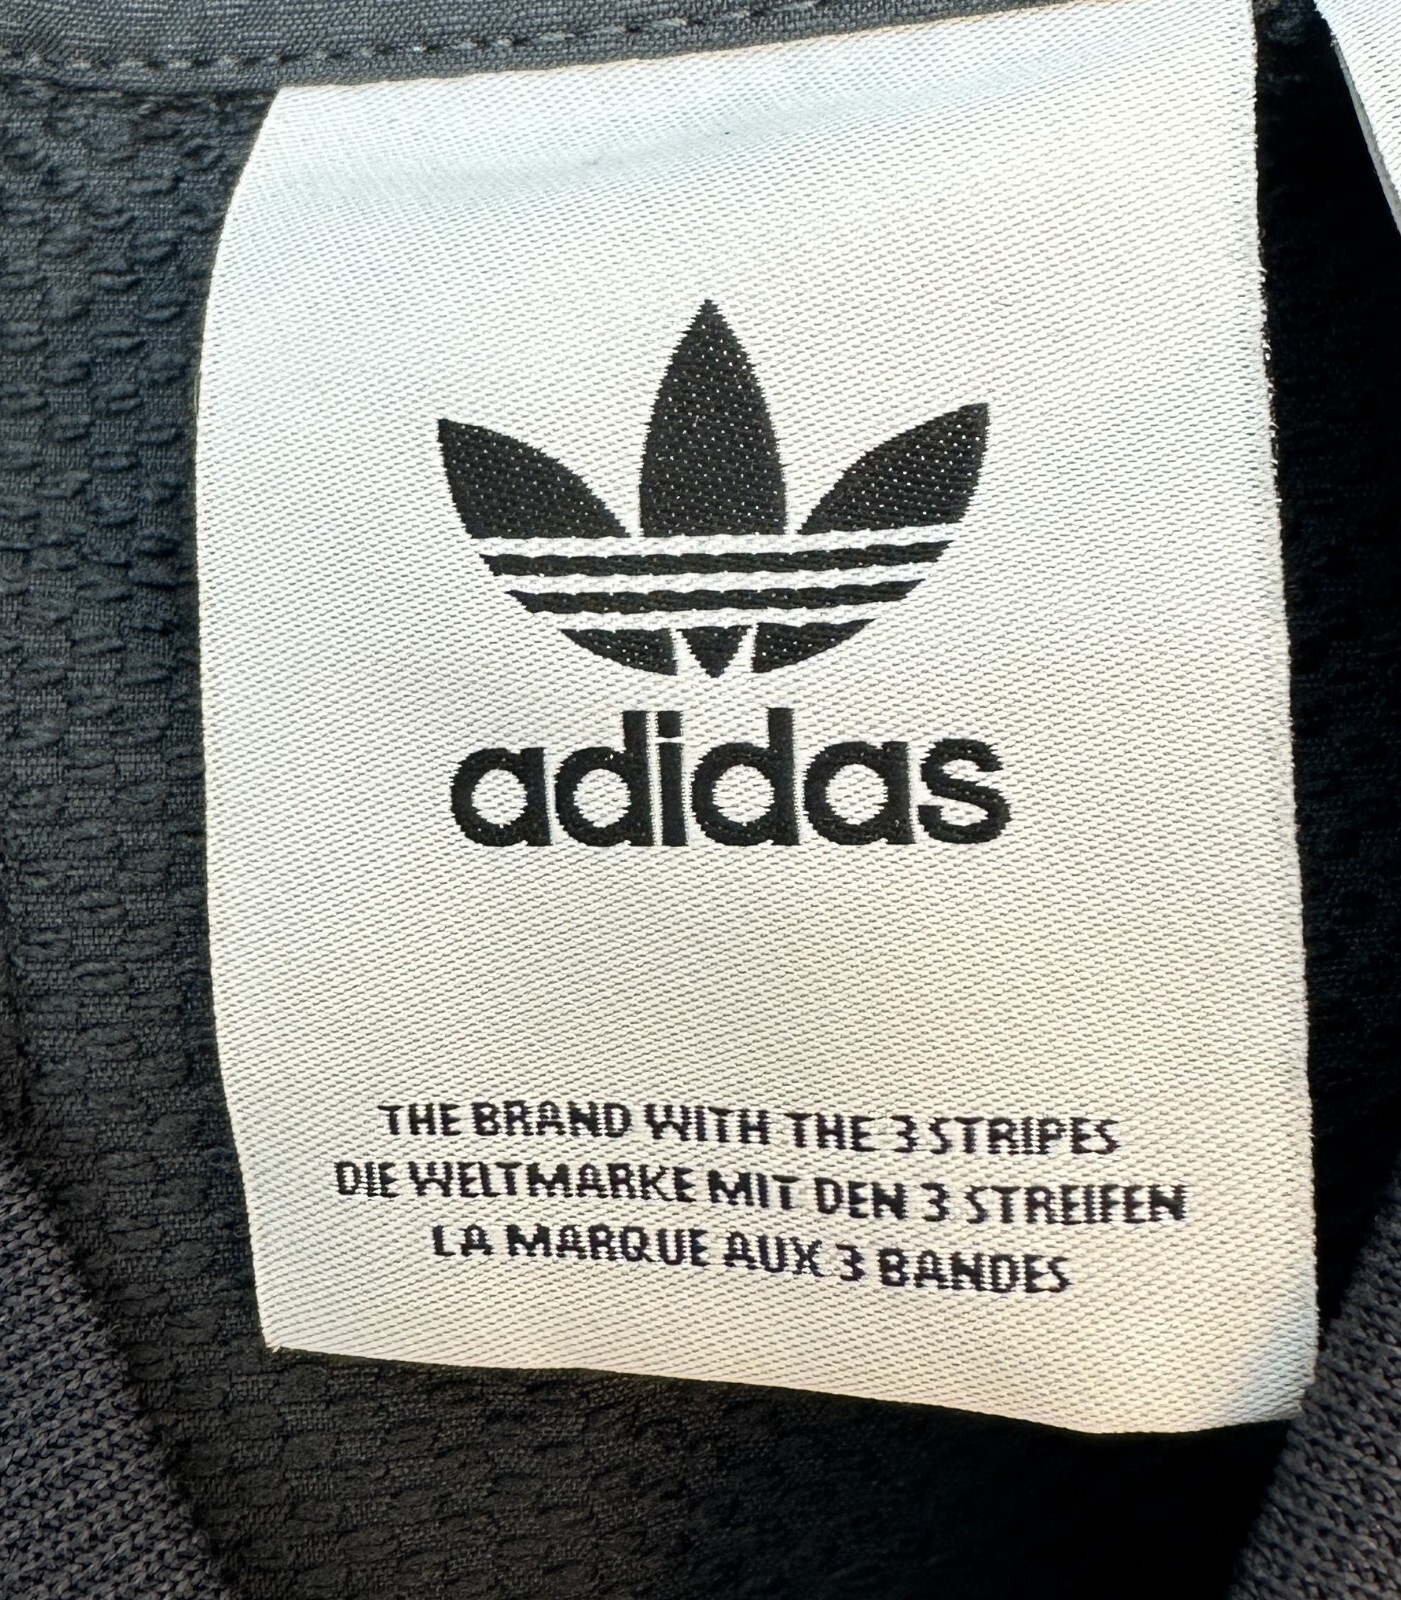 adidas
THE BRAND WITH THE 3 STRIPES
DIE WELTMARKE MIT DEN 3 STREIFEN
LA MARQUE AUX 3 BANDES